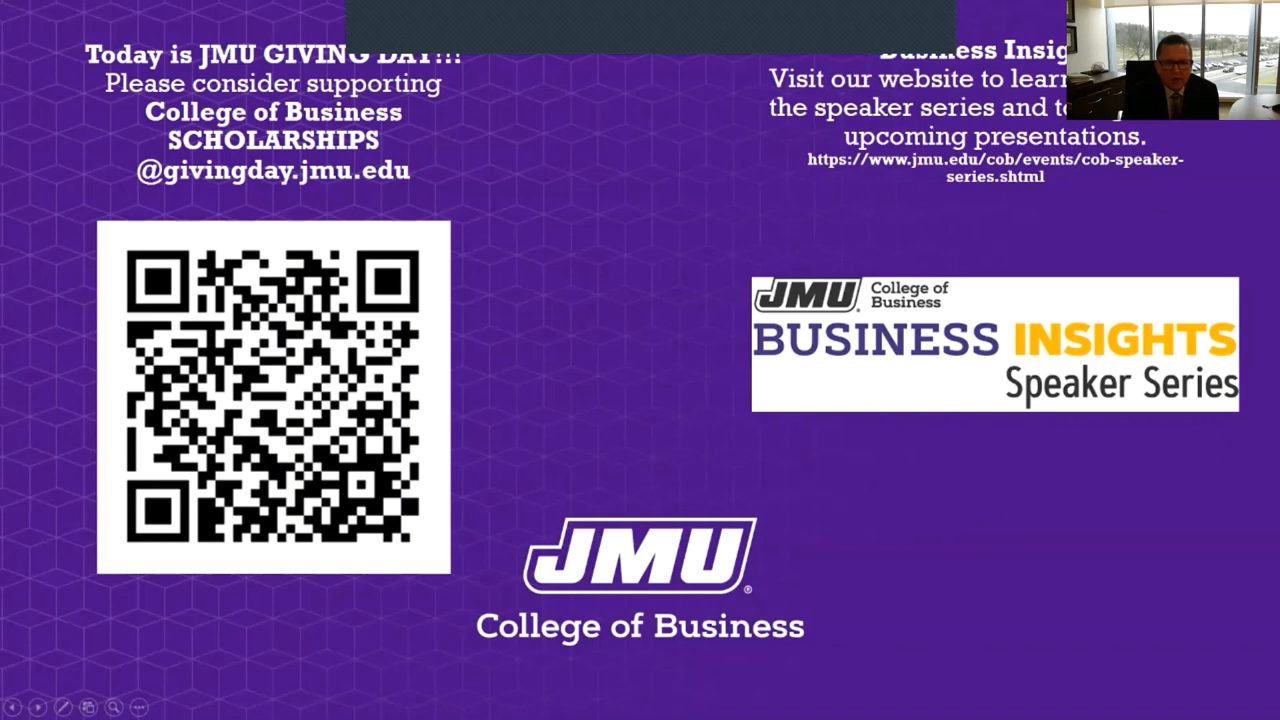 Today is JMU GIVING DAY!!!
Please consider supporting
College of Business
SCHOLARSHIPS
@givingday.jmu.edu
Business
Visit our website to learn
the speaker series and
upcoming presentations.
https://www.jmu.edu/cob/events/cob-speaker-
series.shtml
JMU College of
Business
BUSINESS INSIGHTS
Speaker Series
JMU
College of Business